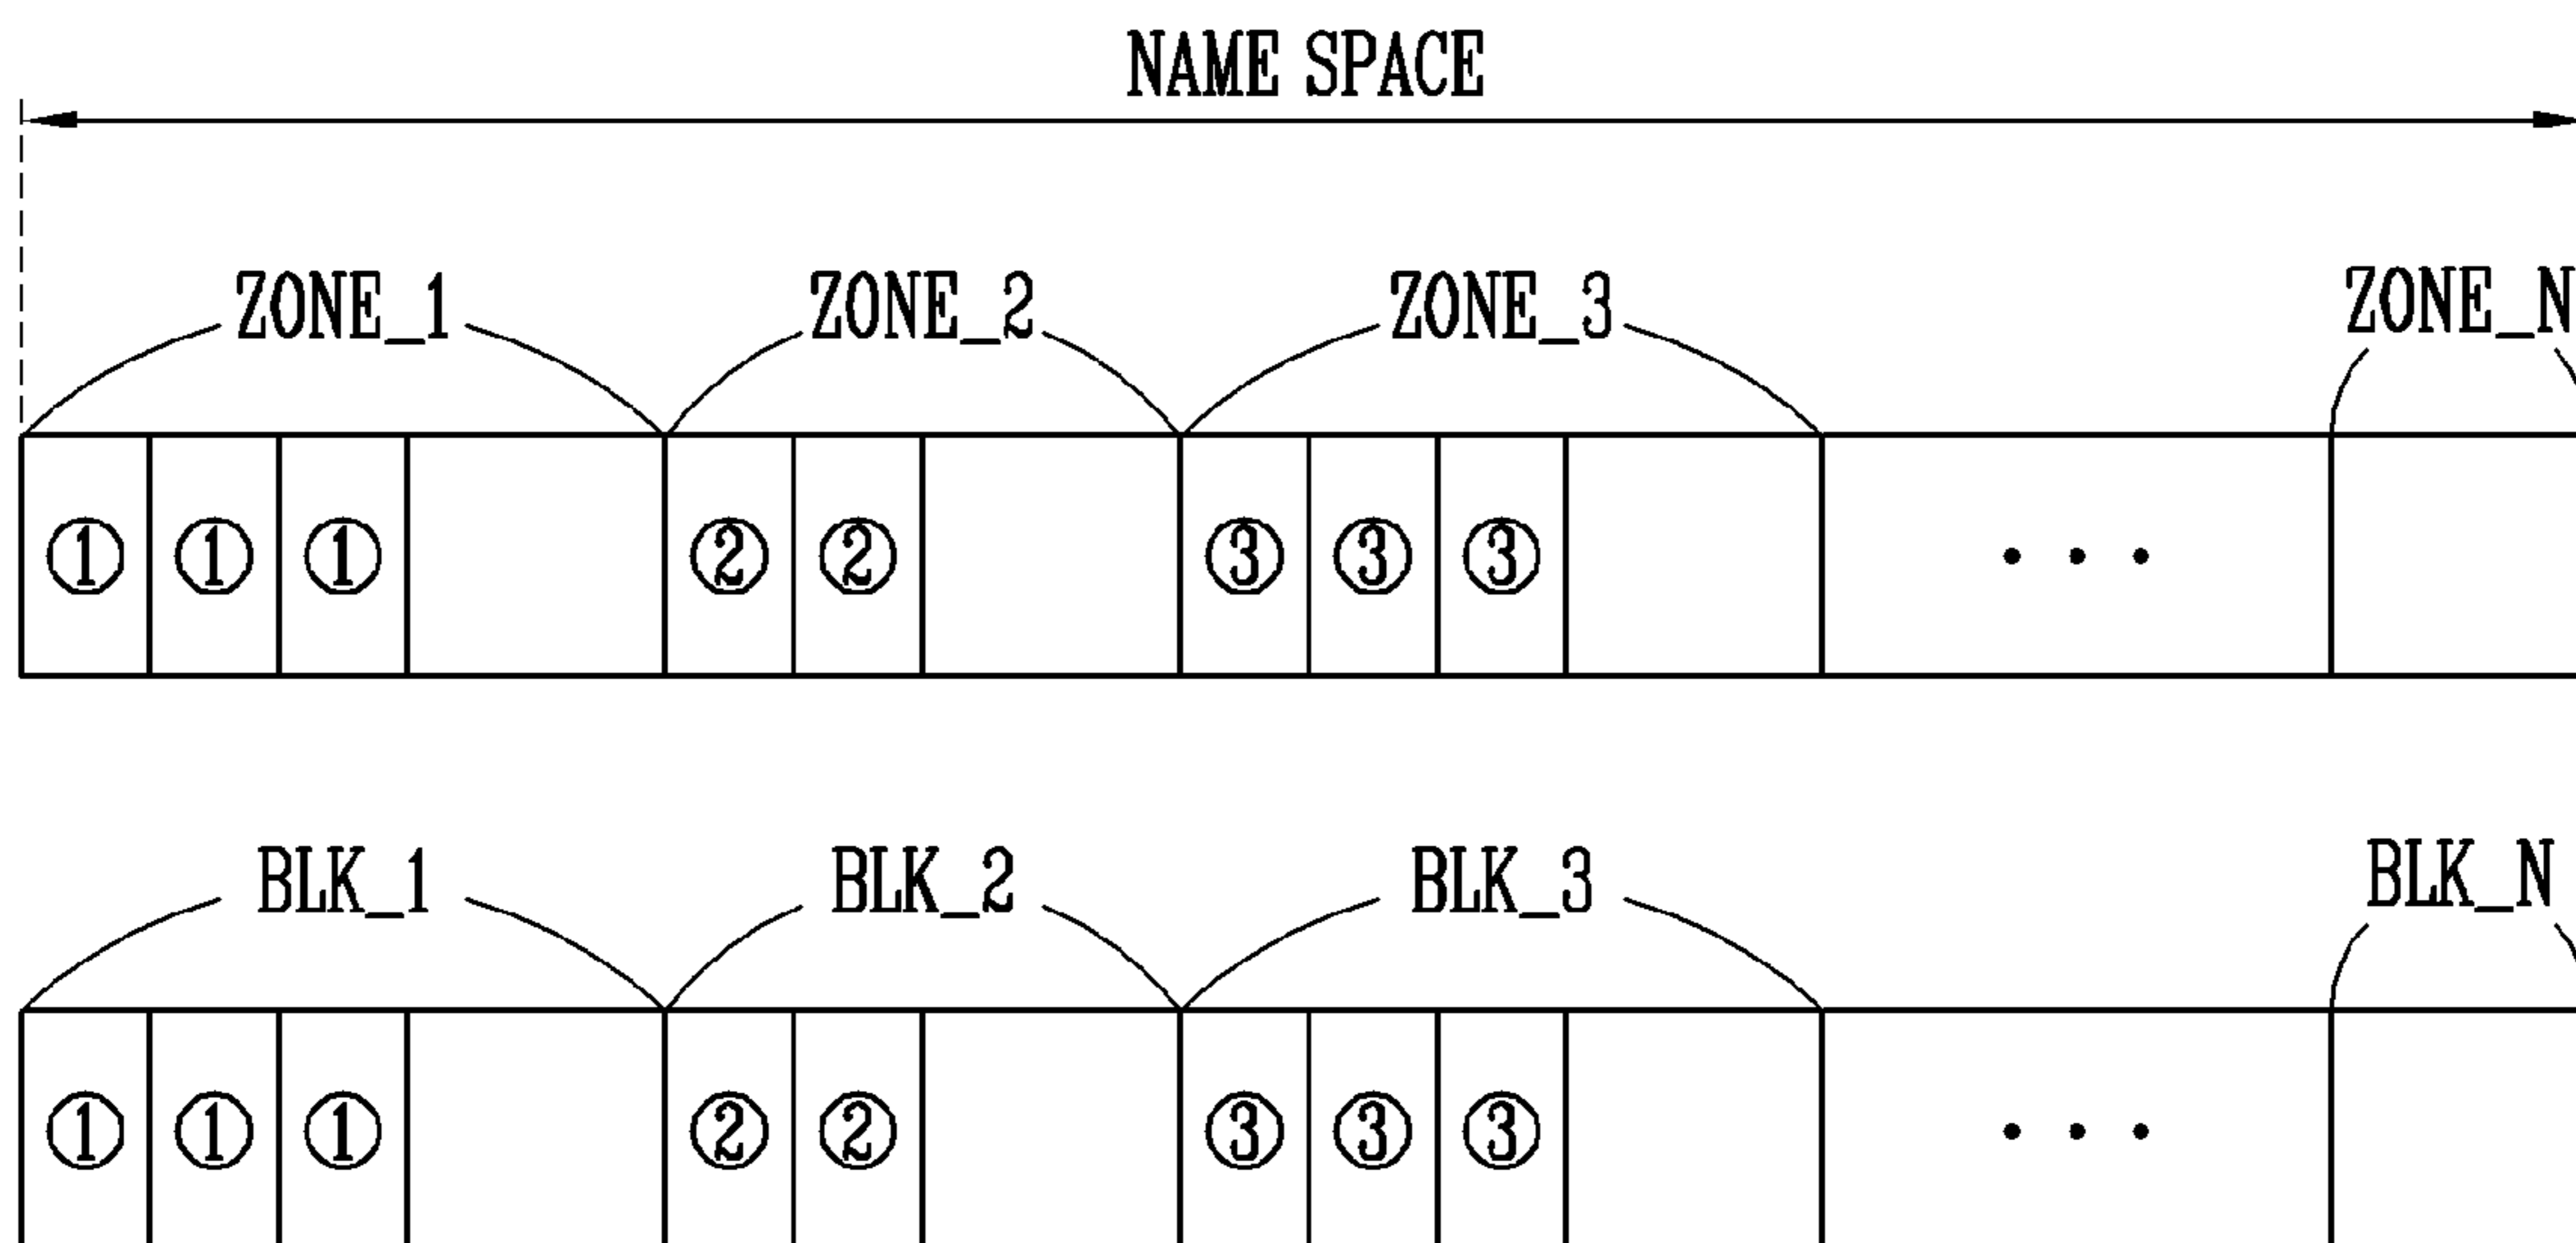 NAME SPACE
ZONE_1 ZONE_2 ZONE_3 ZONE_N
① ① ① ② ② ③ ③ ③ • • •
BLK_1 BLK_2 BLK_3 BLK_N
① ① ① ② ② ③ ③ ③ • • •